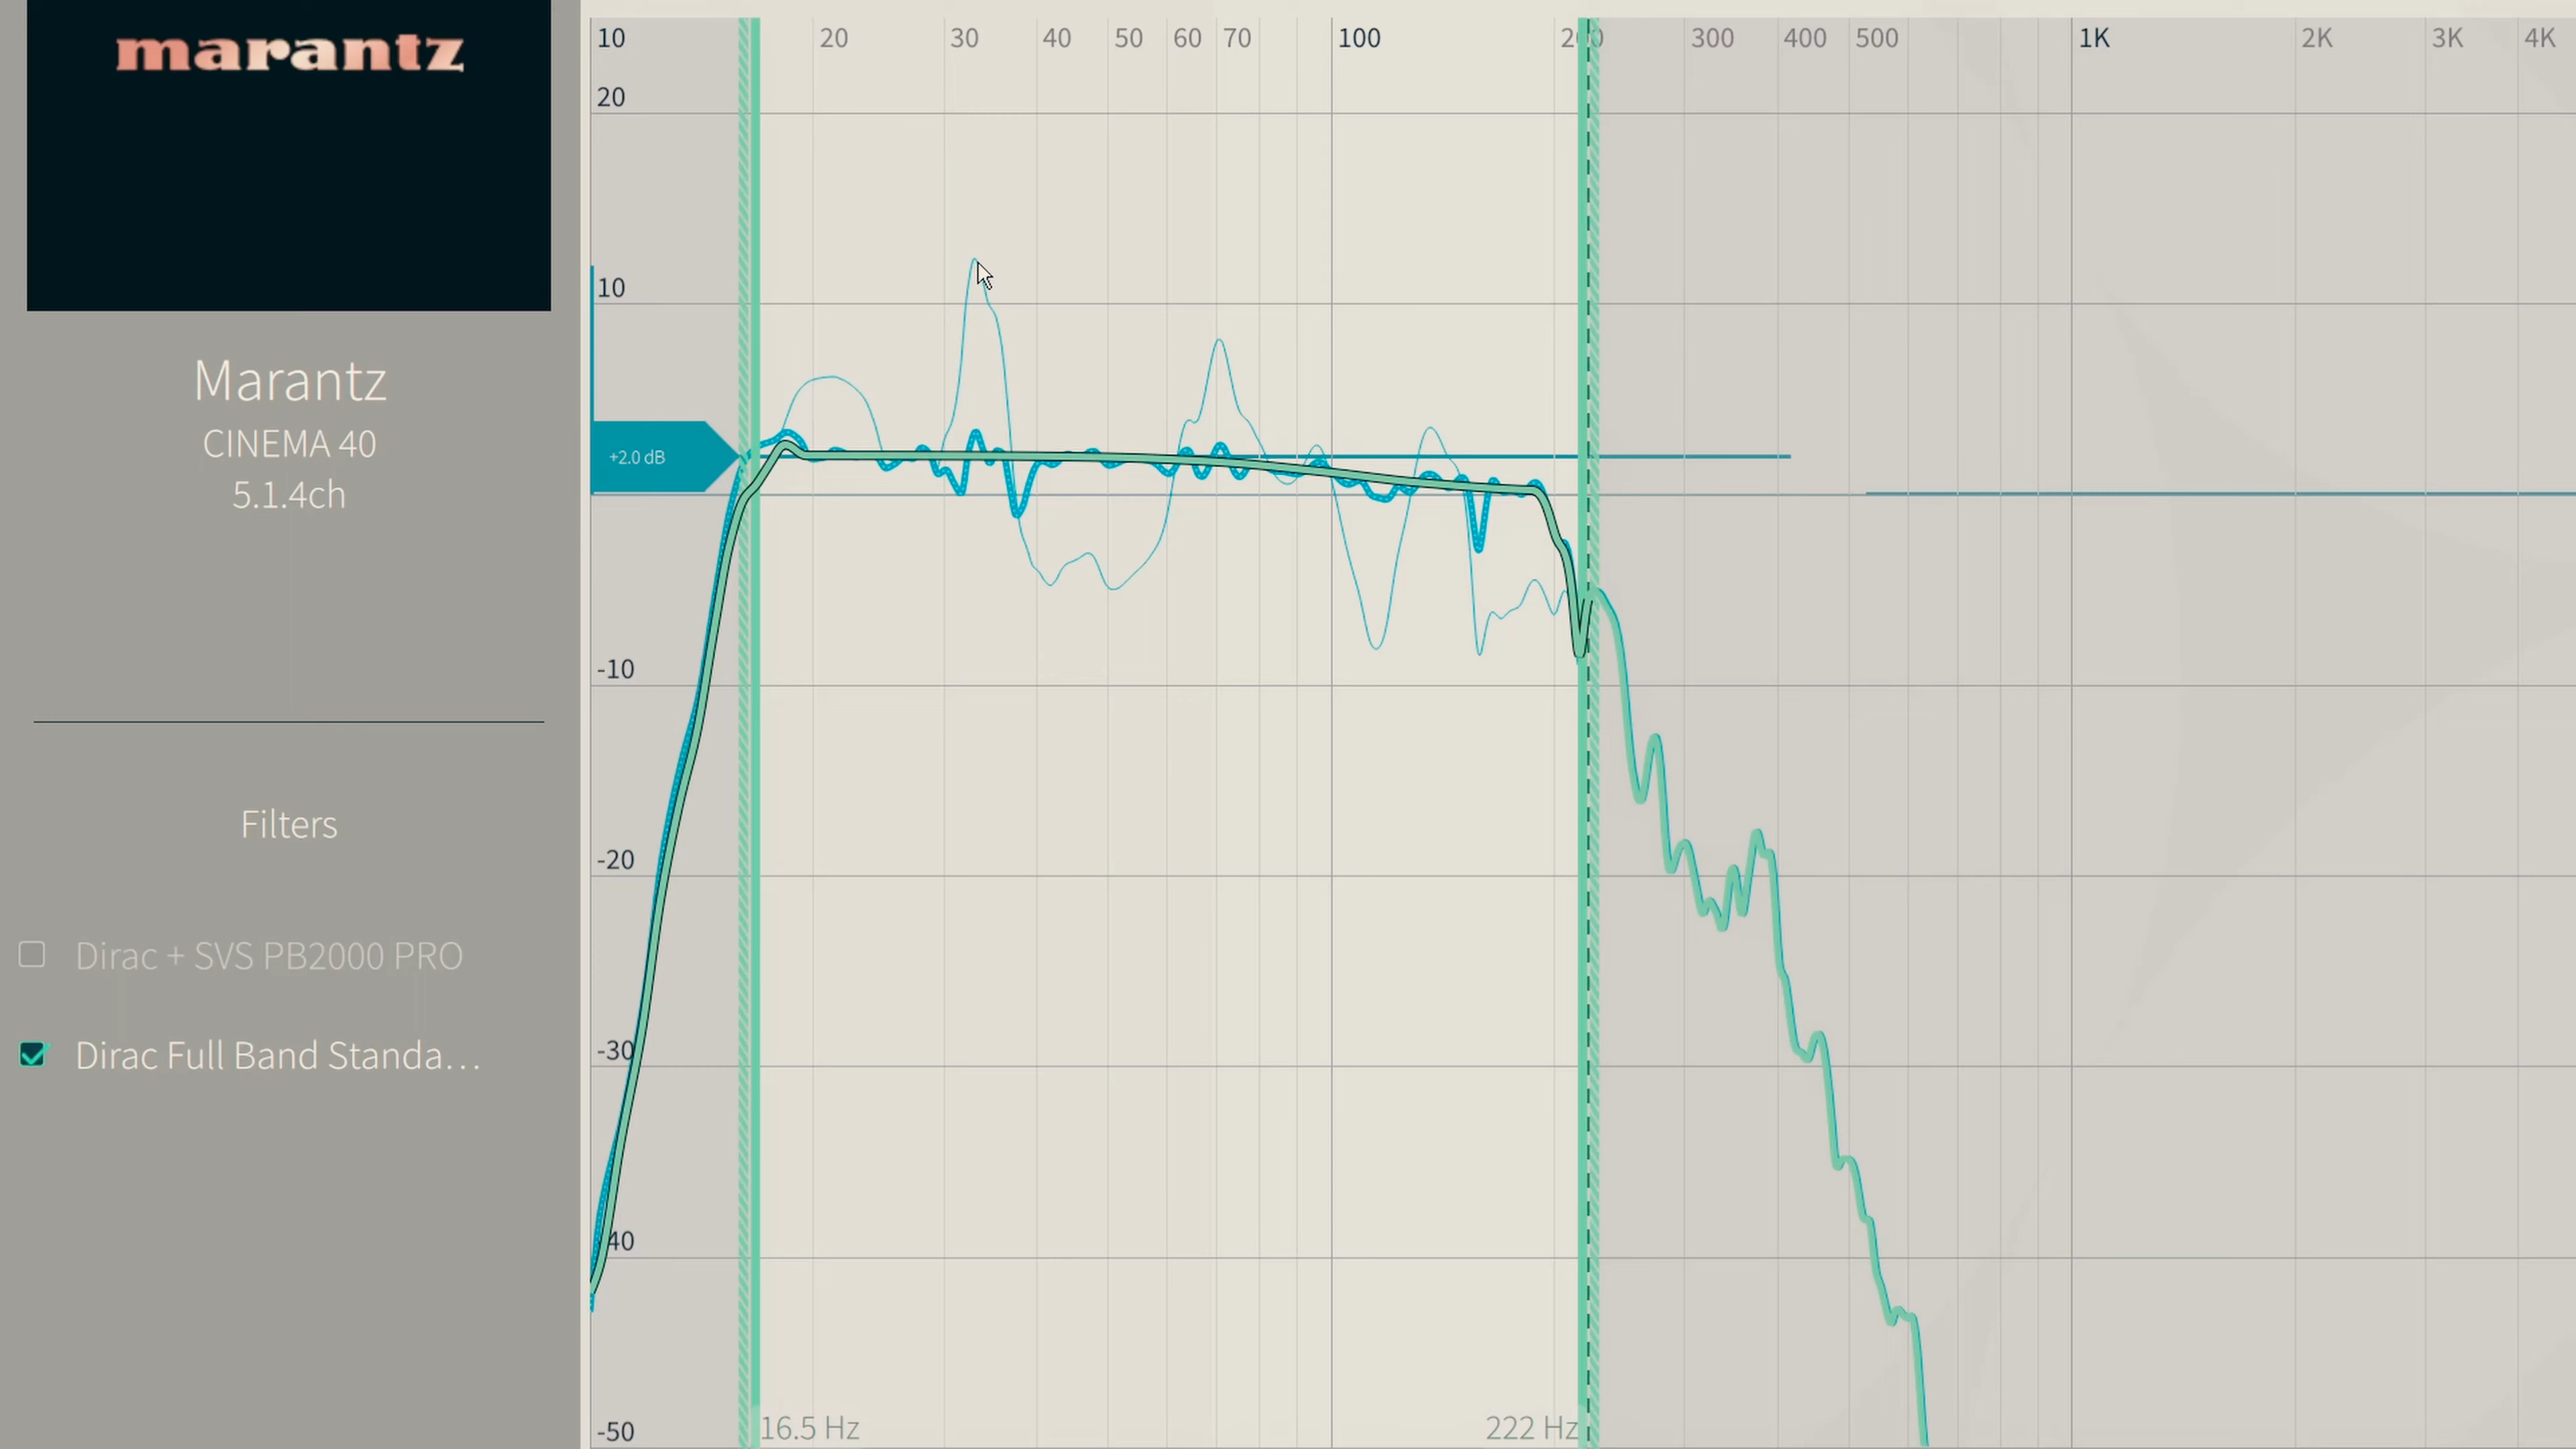 marantz
Marantz
CINEMA 40
5.1.4ch
Filters
Dirac + SVS PB2000 PRO
Dirac Full Band Standa...
10 20 30 40 50 60 70 100 200 300 400 500 1K 2K 3K 4K
20
10
+2.0 dB
-10
-20
-30
-40
-50
16.5 Hz
222 Hz